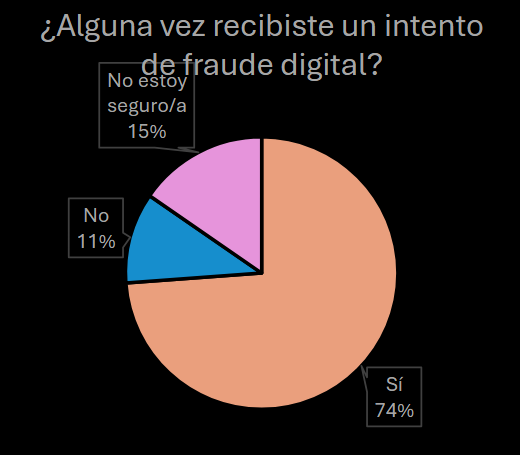 ¿Alguna vez recibiste un intento
de fraude digital?
No estoy
seguro/a
15%
No
11%
Sí
74%